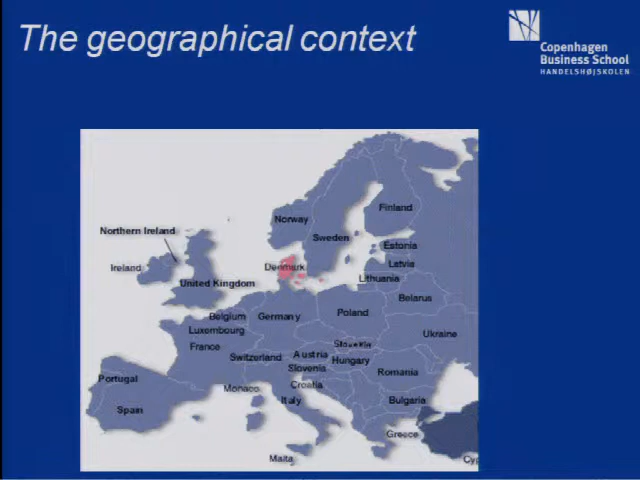 The geographical context
Copenhagen
Business School
HANDELSHØJSKOLEN
Norway
Finland
Northern Ireland
Sweden
Estonia
Ireland
Denmark
Latvia
United Kingdom
Lithuania
Belarus
Belgium
Germany
Poland
Luxembourg
Ukraine
France
Slovakia
Switzerland
Austria
Hungary
Slovenia
Romania
Portugal
Monaco
Croatia
Italy
Bulgaria
Spain
Greece
Malta
Cyp